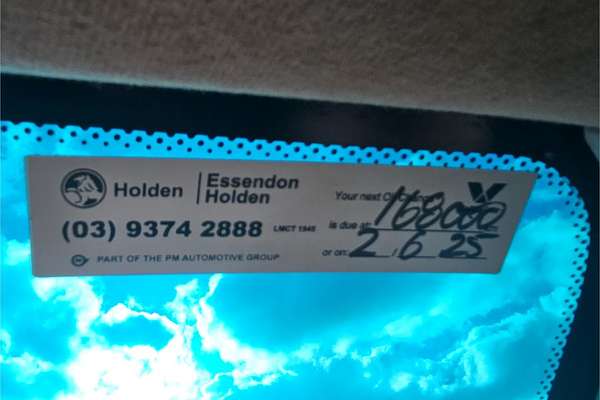 Holden
Essendon
Holden
(03) 9374 2888 LMCT 1945
PART OF THE PM AUTOMOTIVE GROUP
Your next
is due at: 168000
or on: 2/6/25